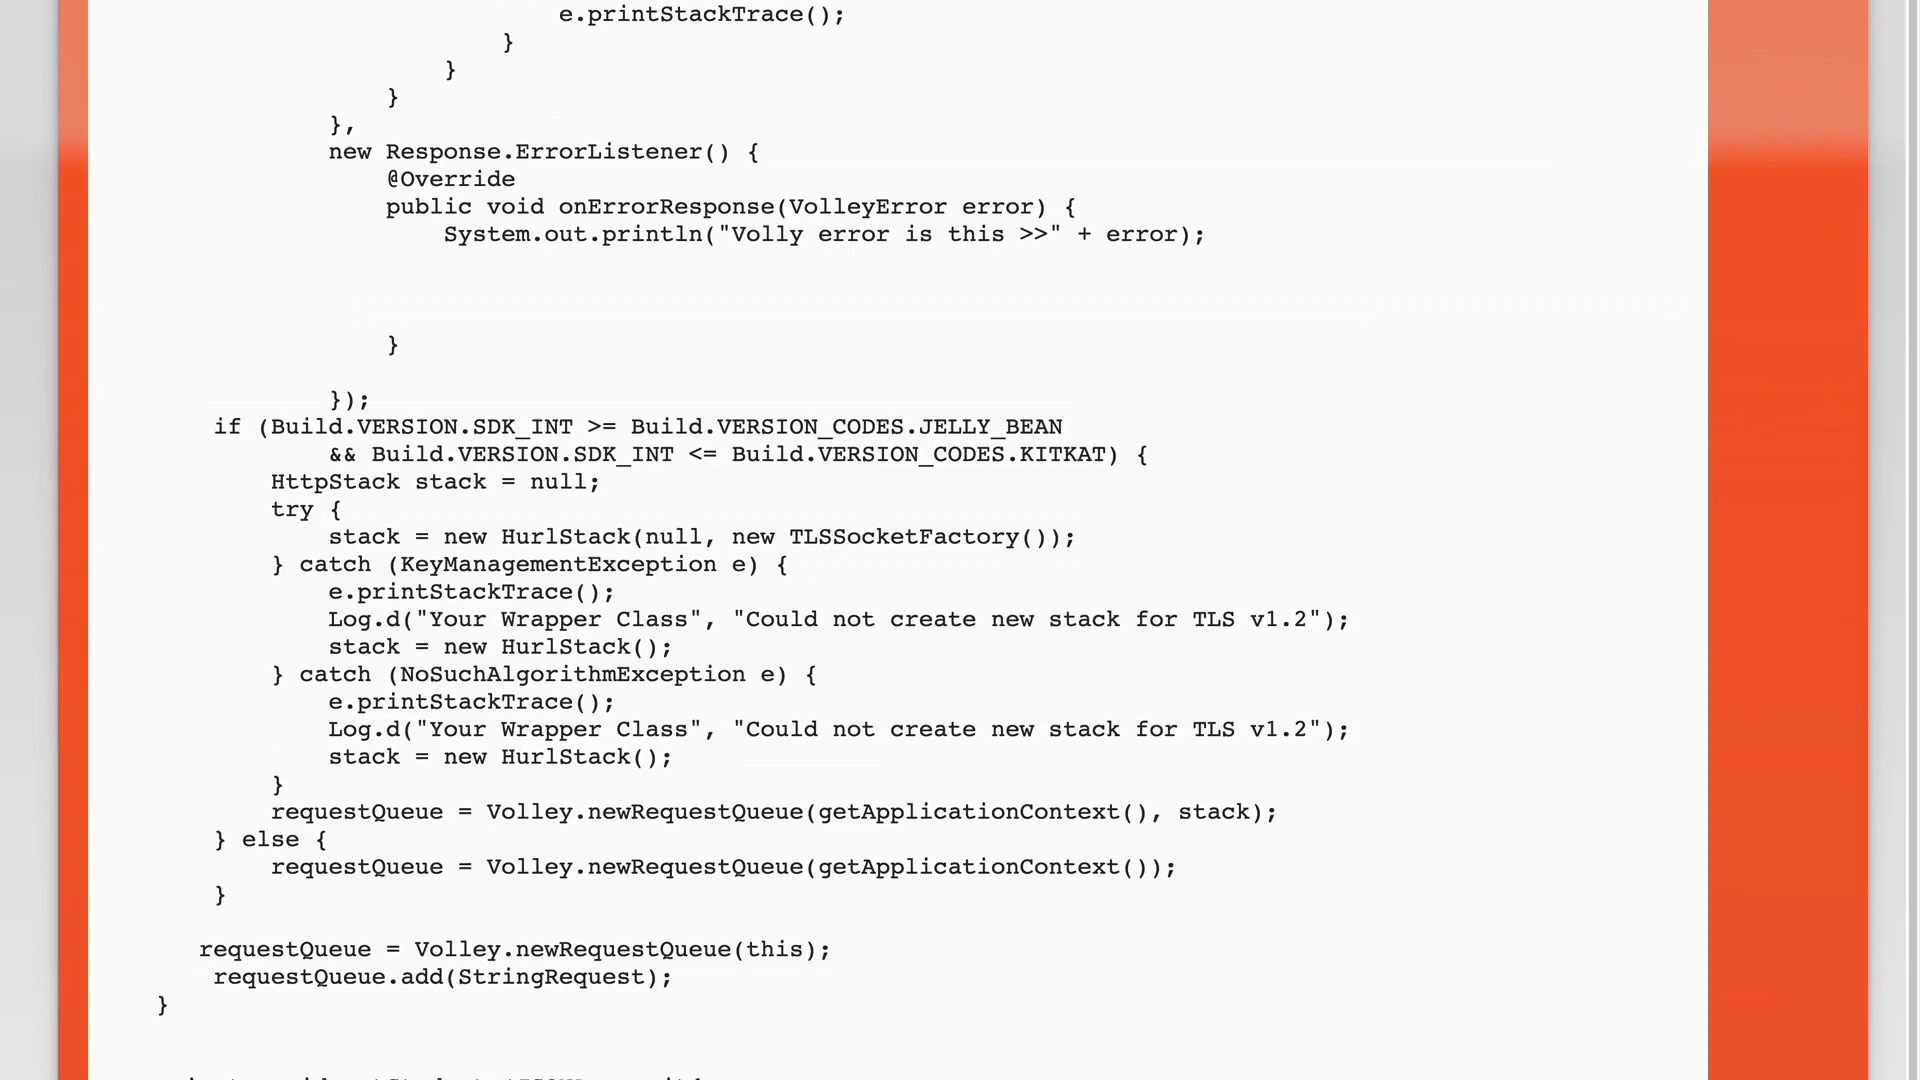 e.printStackTrace();
}
}
}
},
new Response.ErrorListener() {
@Override
public void onErrorResponse(VolleyError error) {
System.out.println("Volly error is this >>" + error);
}
});
if (Build.VERSION.SDK_INT >= Build.VERSION_CODES.JELLY_BEAN
&& Build.VERSION.SDK_INT <= Build.VERSION_CODES.KITKAT) {
HttpStack stack = null;
try {
stack = new HurlStack(null, new TLSSocketFactory());
} catch (KeyManagementException e) {
e.printStackTrace();
Log.d("Your Wrapper Class", "Could not create new stack for TLS v1.2");
stack = new HurlStack();
} catch (NoSuchAlgorithmException e) {
e.printStackTrace();
Log.d("Your Wrapper Class", "Could not create new stack for TLS v1.2");
stack = new HurlStack();
}
requestQueue = Volley.newRequestQueue(getApplicationContext(), stack);
} else {
requestQueue = Volley.newRequestQueue(getApplicationContext());
}
requestQueue = Volley.newRequestQueue(this);
requestQueue.add(StringRequest);
}